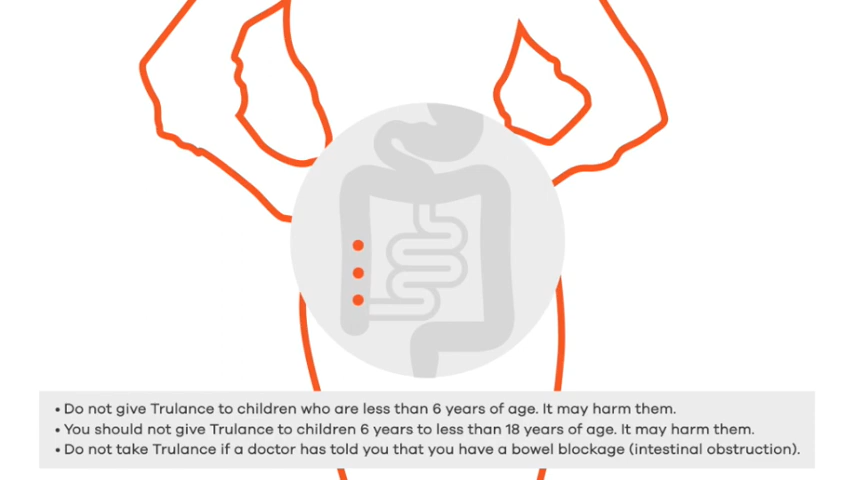 • Do not give Trulance to children who are less than 6 years of age. It may harm them.
• You should not give Trulance to children 6 years to less than 18 years of age. It may harm them.
• Do not take Trulance if a doctor has told you that you have a bowel blockage (intestinal obstruction).